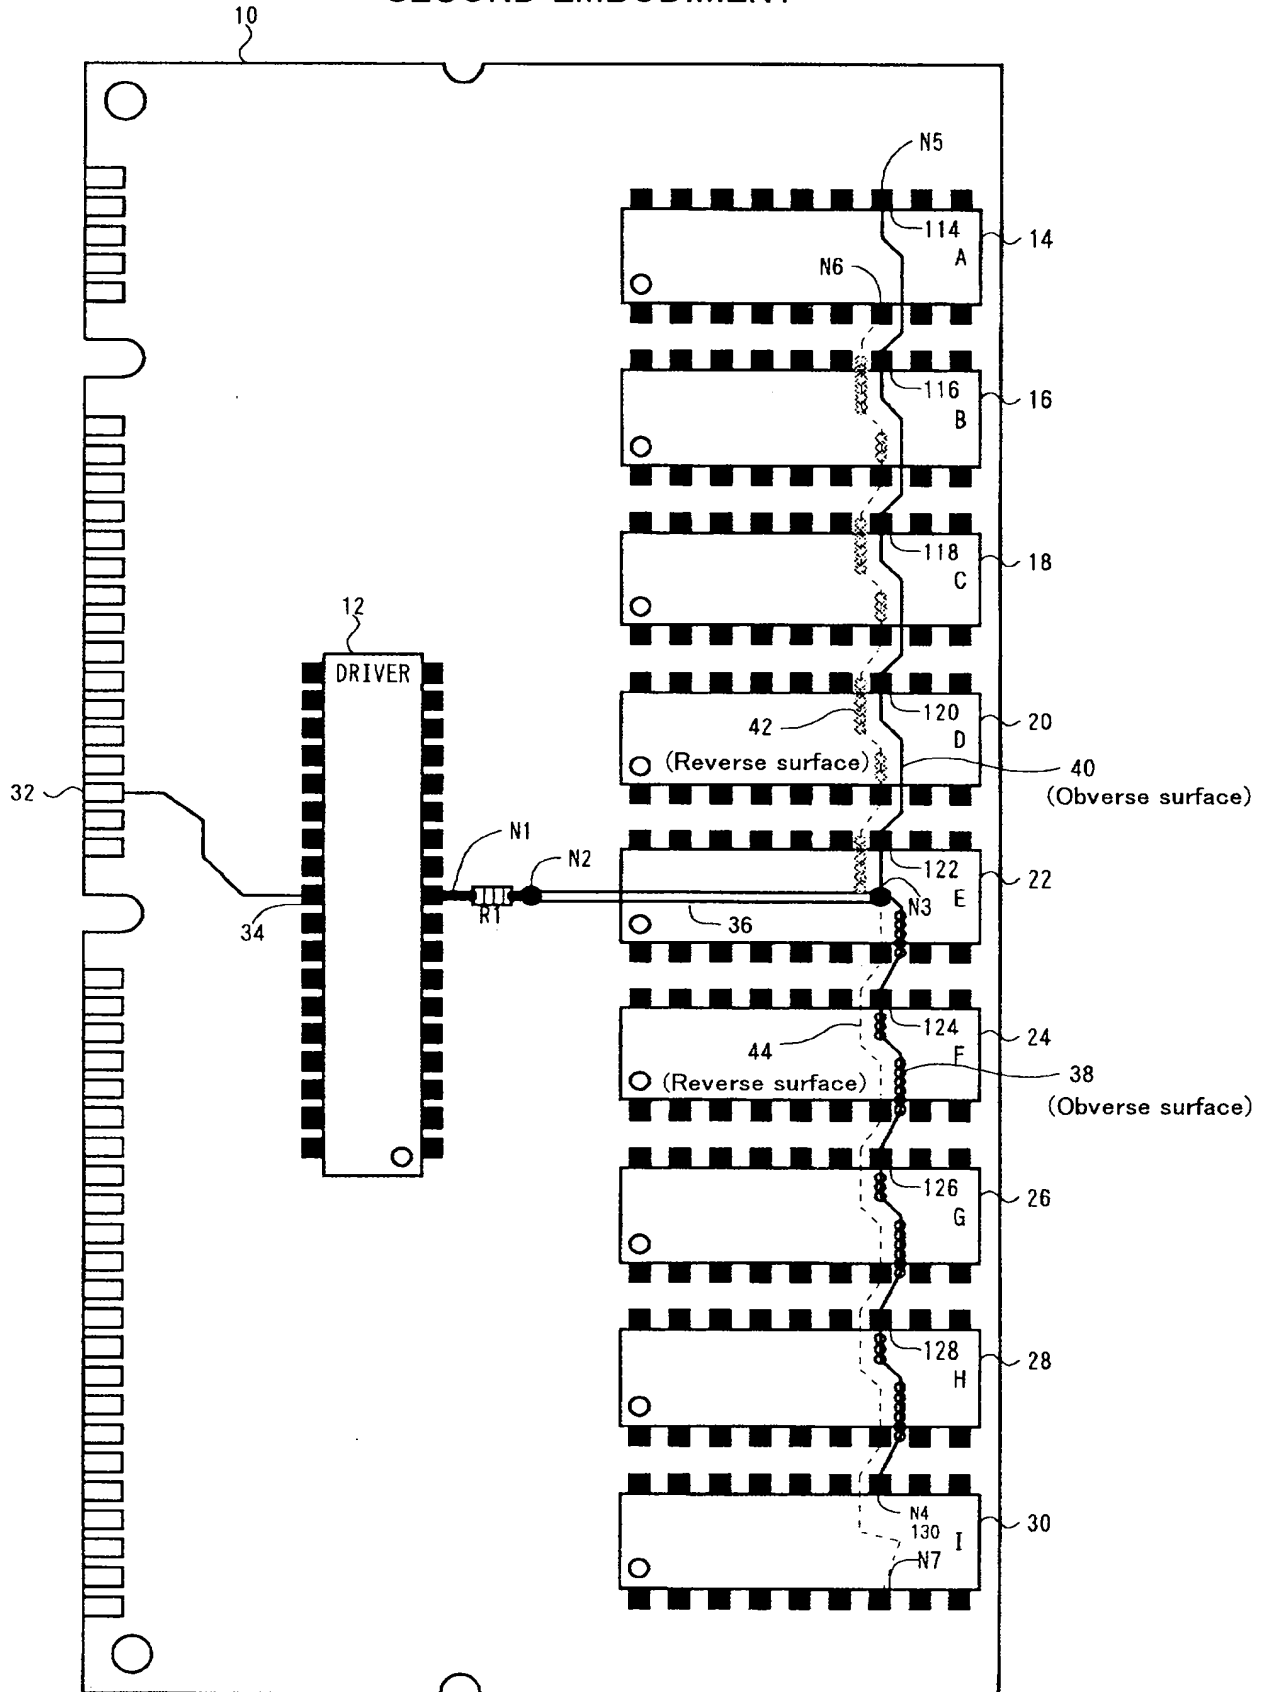 SECOND EMBODIMENT
10
N5
114
14
A
N6
116
16
B
118
18
C
12
DRIVER
120
20
42
D
(Reverse surface)
40
32
(Obverse surface)
N1
122
N2
22
E
N3
R1
36
34
124
24
44
F
38
(Reverse surface)
(Obverse surface)
126
26
G
128
28
H
N4
30
130
I
N7